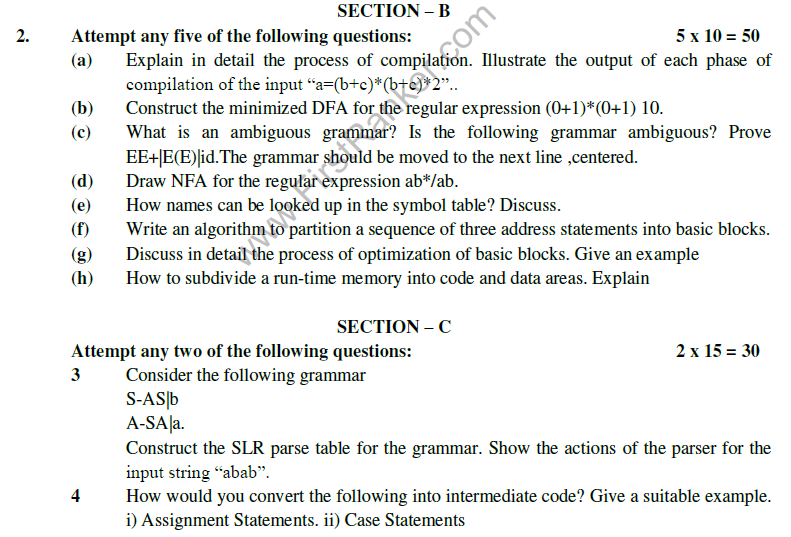 SECTION – B
2. Attempt any five of the following questions: 5 x 10 = 50
(a) Explain in detail the process of compilation. Illustrate the output of each phase of
compilation of the input “a=(b+c)*(b+c)*2”..
(b) Construct the minimized DFA for the regular expression (0+1)*(0+1) 10.
(c) What is an ambiguous grammar? Is the following grammar ambiguous? Prove
EE+|E(E)|id.The grammar should be moved to the next line ,centered.
(d) Draw NFA for the regular expression ab*/ab.
(e) How names can be looked up in the symbol table? Discuss.
(f) Write an algorithm to partition a sequence of three address statements into basic blocks.
(g) Discuss in detail the process of optimization of basic blocks. Give an example
(h) How to subdivide a run-time memory into code and data areas. Explain
SECTION – C
Attempt any two of the following questions: 2 x 15 = 30
3 Consider the following grammar
S-AS|b
A-SA|a.
Construct the SLR parse table for the grammar. Show the actions of the parser for the
input string “abab”.
4 How would you convert the following into intermediate code? Give a suitable example.
i) Assignment Statements. ii) Case Statements
www.FirstRanker.com